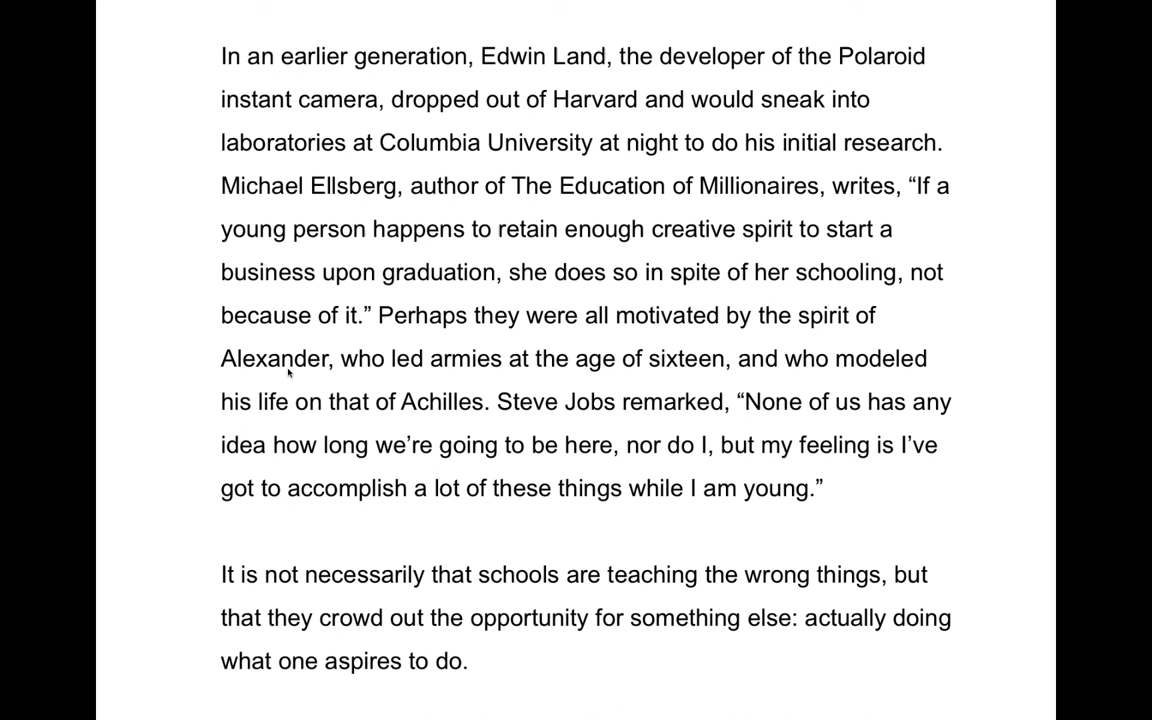 In an earlier generation, Edwin Land, the developer of the Polaroid
instant camera, dropped out of Harvard and would sneak into
laboratories at Columbia University at night to do his initial research.
Michael Ellsberg, author of The Education of Millionaires, writes, “If a
young person happens to retain enough creative spirit to start a
business upon graduation, she does so in spite of her schooling, not
because of it.” Perhaps they were all motivated by the spirit of
Alexander, who led armies at the age of sixteen, and who modeled
his life on that of Achilles. Steve Jobs remarked, “None of us has any
idea how long we’re going to be here, nor do I, but my feeling is I’ve
got to accomplish a lot of these things while I am young.”
It is not necessarily that schools are teaching the wrong things, but
that they crowd out the opportunity for something else: actually doing
what one aspires to do.